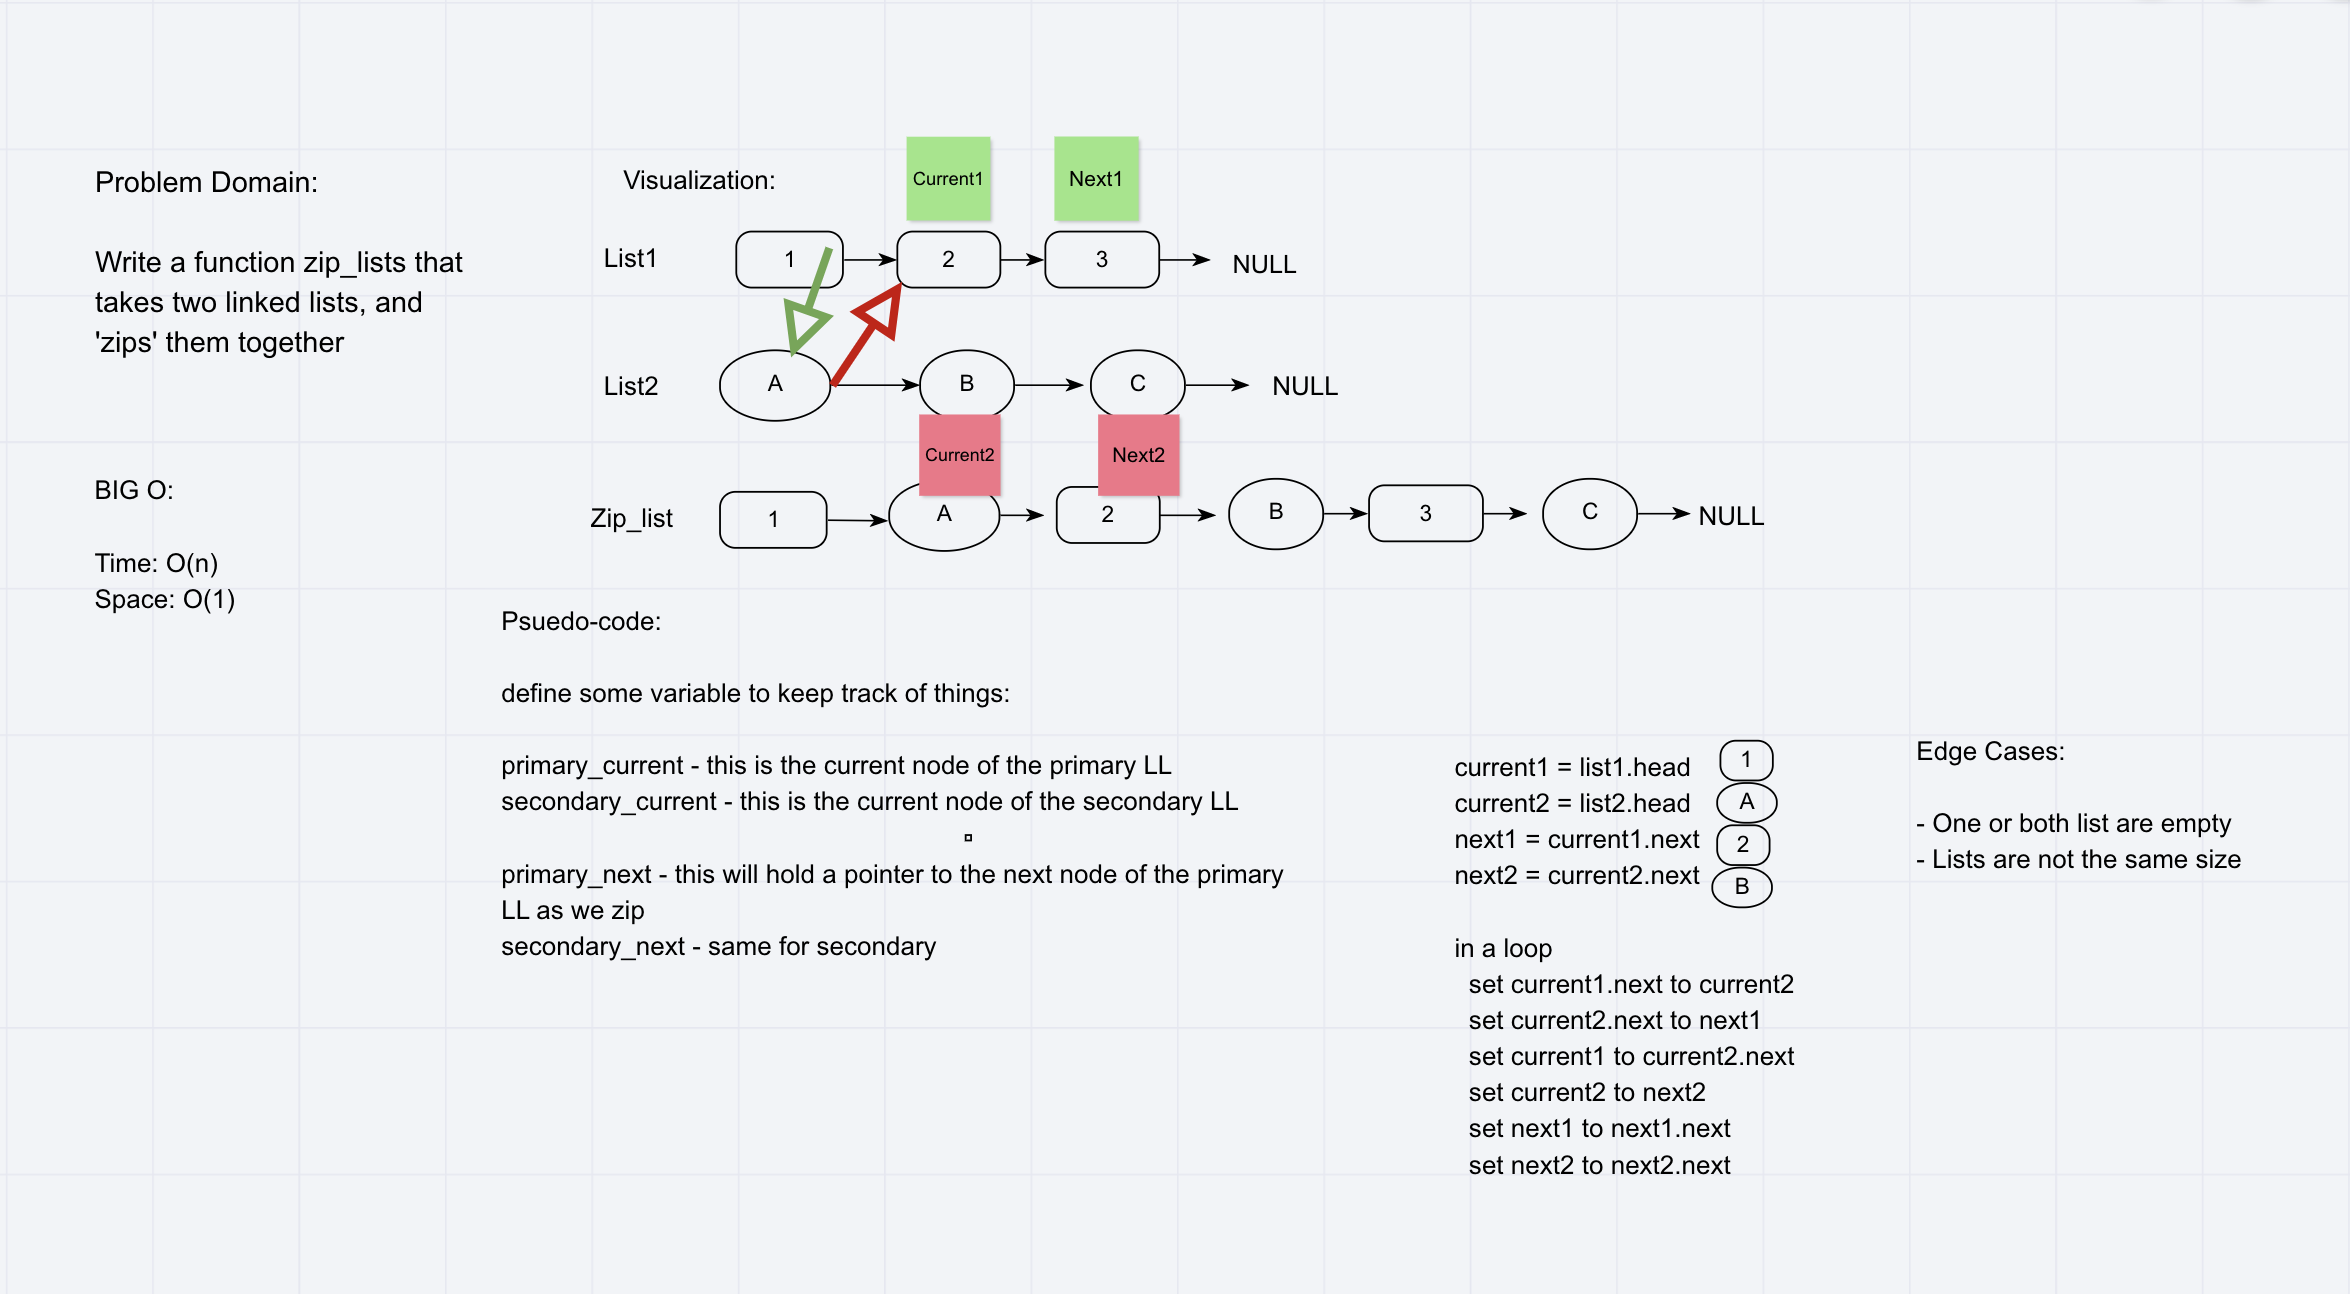 Problem Domain:
Write a function zip_lists that
takes two linked lists, and
'zips' them together
BIG O:
Time: O(n)
Space: O(1)
Visualization:
Current1
Next1
List1
1
2
3
NULL
List2
A
B
C
NULL
Current2
Next2
Zip_list
1
A
2
B
3
C
NULL
Psuedo-code:
define some variable to keep track of things:
primary_current - this is the current node of the primary LL
secondary_current - this is the current node of the secondary LL
primary_next - this will hold a pointer to the next node of the primary
LL as we zip
secondary_next - same for secondary
current1 = list1.head
1
current2 = list2.head
A
next1 = current1.next
2
next2 = current2.next
B
in a loop
set current1.next to current2
set current2.next to next1
set current1 to current2.next
set current2 to next2
set next1 to next1.next
set next2 to next2.next
Edge Cases:
- One or both list are empty
- Lists are not the same size